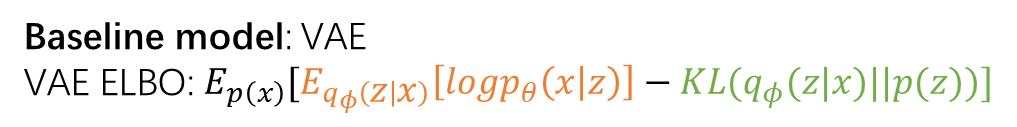 Baseline model: VAE
VAE ELBO: E_{p(x)}[E_{q_ϕ(z|x)}[logp_θ(x|z)] − KL(q_ϕ(z|x)||p(z))]